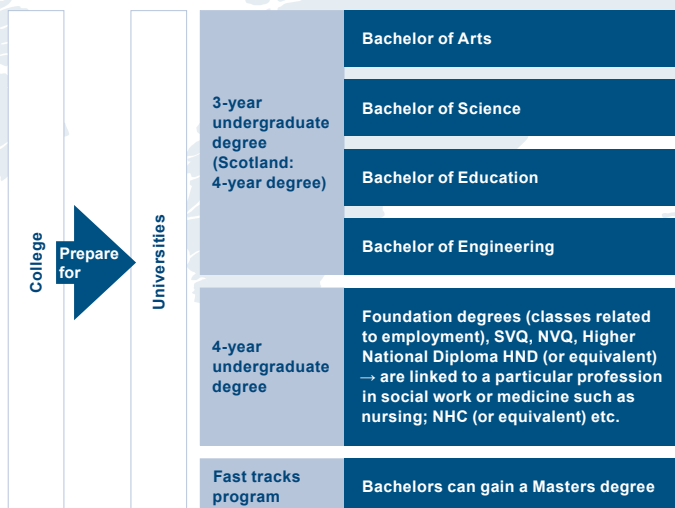 College
Prepare
for
Universities
3-year
undergraduate
degree
(Scotland:
4-year degree)
Bachelor of Arts
Bachelor of Science
Bachelor of Education
Bachelor of Engineering
4-year
undergraduate
degree
Foundation degrees (classes related
to employment), SVQ, NVQ, Higher
National Diploma HND (or equivalent)
→ are linked to a particular profession
in social work or medicine such as
nursing; NHC (or equivalent) etc.
Fast tracks
program
Bachelors can gain a Masters degree